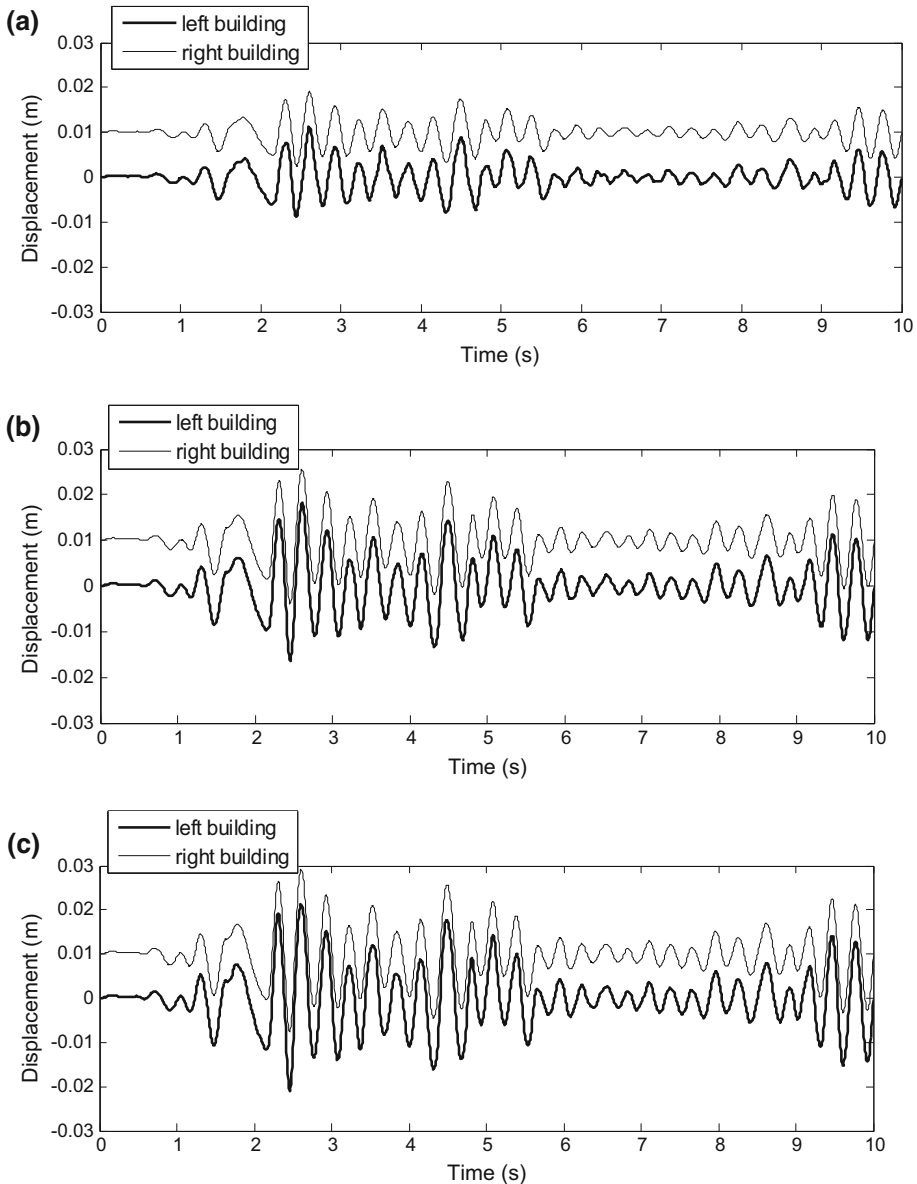 (a)
left building
right building
0.03
0.02
0.01
0
-0.01
-0.02
-0.03
Displacement (m)
0 1 2 3 4 5 6 7 8 9 10
Time (s)
(b)
left building
right building
0.03
0.02
0.01
0
-0.01
-0.02
-0.03
Displacement (m)
0 1 2 3 4 5 6 7 8 9 10
Time (s)
(c)
left building
right building
0.03
0.02
0.01
0
-0.01
-0.02
-0.03
Displacement (m)
0 1 2 3 4 5 6 7 8 9 10
Time (s)